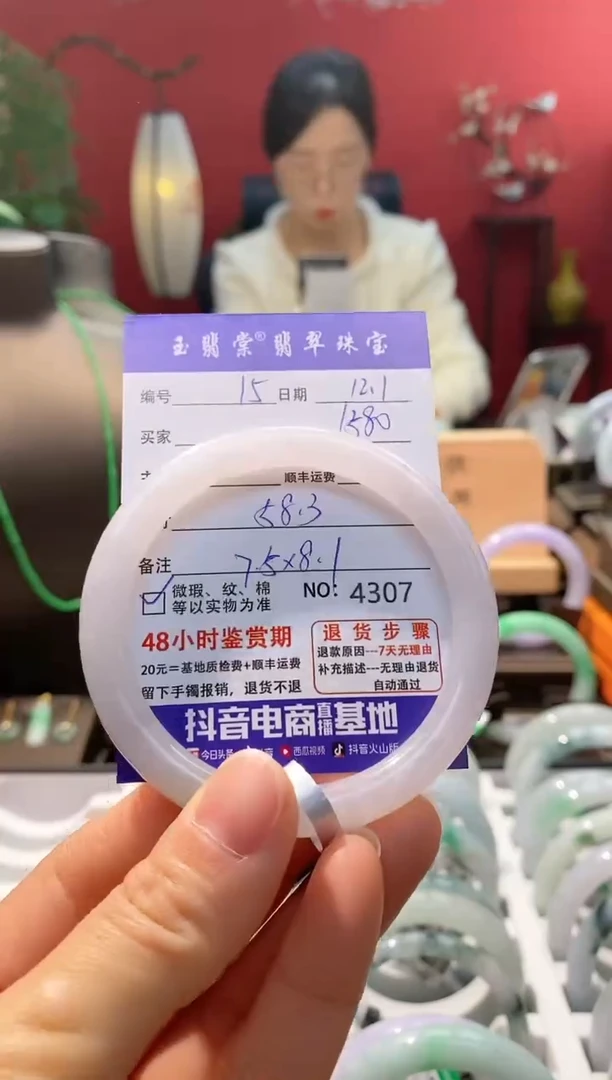 玉翡棠®翡翠珠宝
编号 15 日期 12.1
买家 1580
顺丰运费
58.3
备注 7.5x8.1
微瑕、纹、棉
等以实物为准
NO: 4307
48小时鉴赏期
20元=基地质检费+顺丰运费
留下手镯报销，退货不退
退货步骤
退款原因---7天无理由
补充描述---无理由退货
自动通过
抖音电商直播基地
今日头条 西瓜视频 抖音火山版